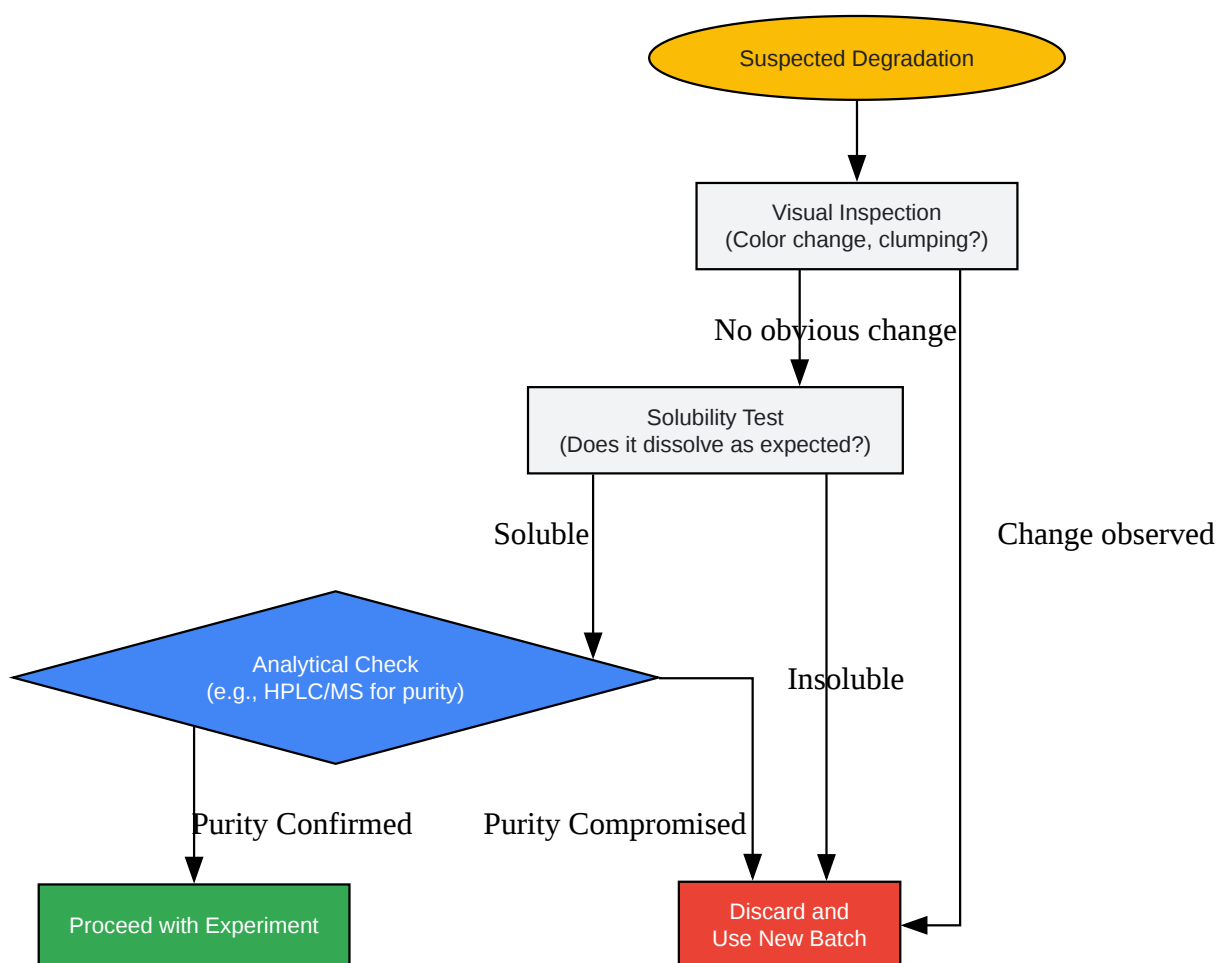 Suspected Degradation
Visual Inspection
(Color change, clumping?)
No obvious change
Solubility Test
(Does it dissolve as expected?)
Soluble
Change observed
Analytical Check
(e.g., HPLC/MS for purity)
Insoluble
Purity Confirmed
Purity Compromised
Proceed with Experiment
Discard and
Use New Batch